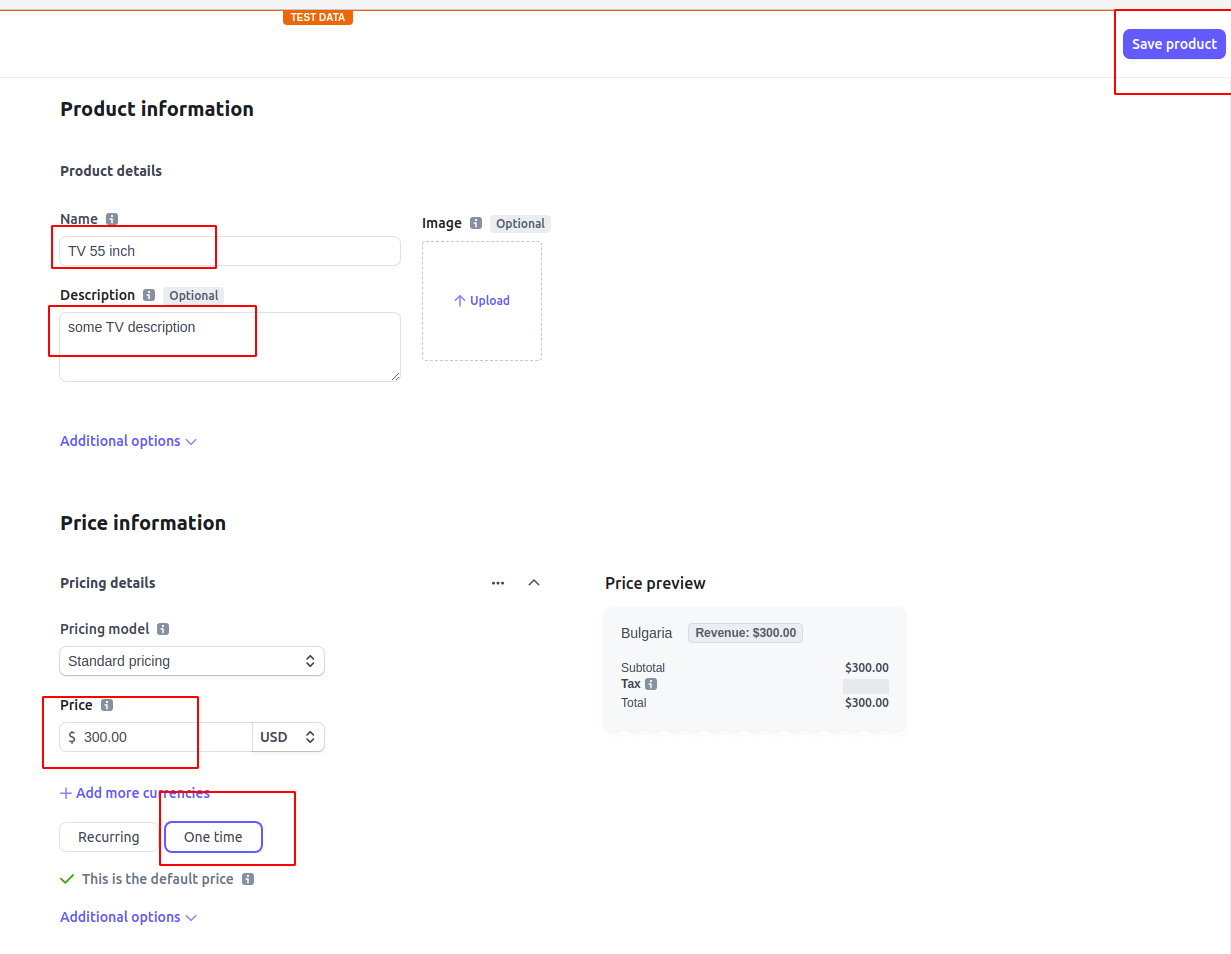 TEST DATA
Save product
Product information
Product details
Name
TV 55 inch
Image Optional
Upload
Description Optional
some TV description
Additional options
Price information
Pricing details
Pricing model
Standard pricing
Price
$ 300.00 USD
Add more currencies
Recurring One time
This is the default price
Additional options
Price preview
Bulgaria Revenue: $300.00
Subtotal $300.00
Tax
Total $300.00